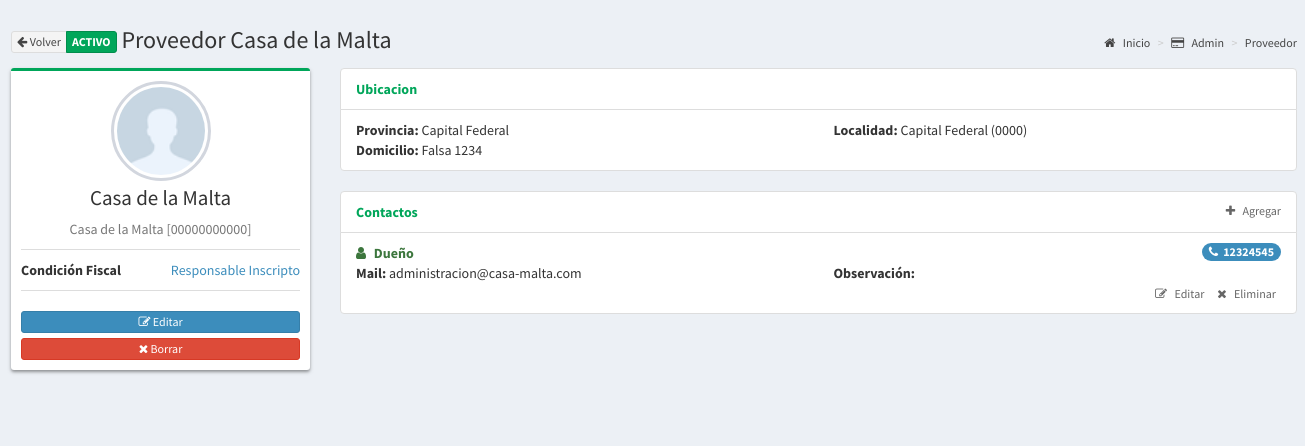 Volver ACTIVO Proveedor Casa de la Malta
Inicio > Admin > Proveedor
Casa de la Malta
Casa de la Malta [00000000000]
Condición Fiscal Responsable Inscripto
Editar
Borrar
Ubicacion
Provincia: Capital Federal Localidad: Capital Federal (0000)
Domicilio: Falsa 1234
Contactos Agregar
Dueño 12324545
Mail: administracion@casa-malta.com Observación:
Editar Eliminar